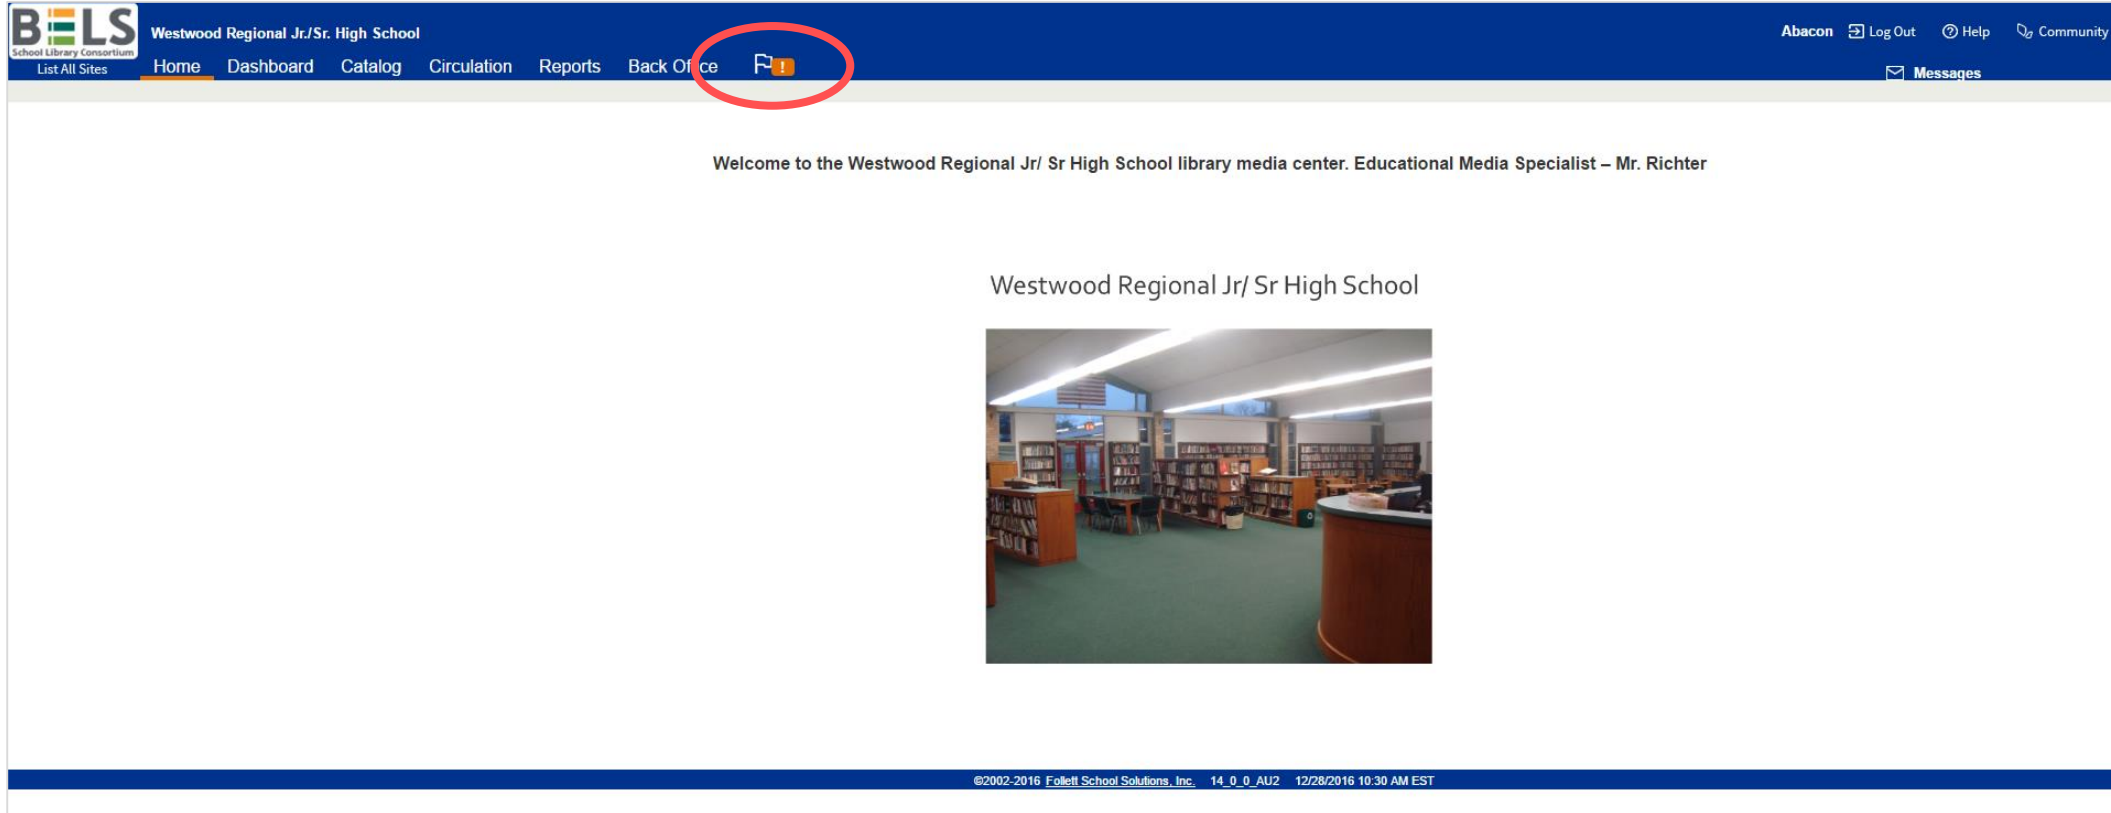 BELS
School Library Consortium
List All Sites
Westwood Regional Jr./Sr. High School
Home Dashboard Catalog Circulation Reports Back Office !
Abacon Log Out Help Community
Messages
Welcome to the Westwood Regional Jr/ Sr High School library media center. Educational Media Specialist – Mr. Richter
Westwood Regional Jr/ Sr High School
©2002-2016 Follett School Solutions, Inc. 14_0_0_AU2 12/28/2016 10:30 AM EST